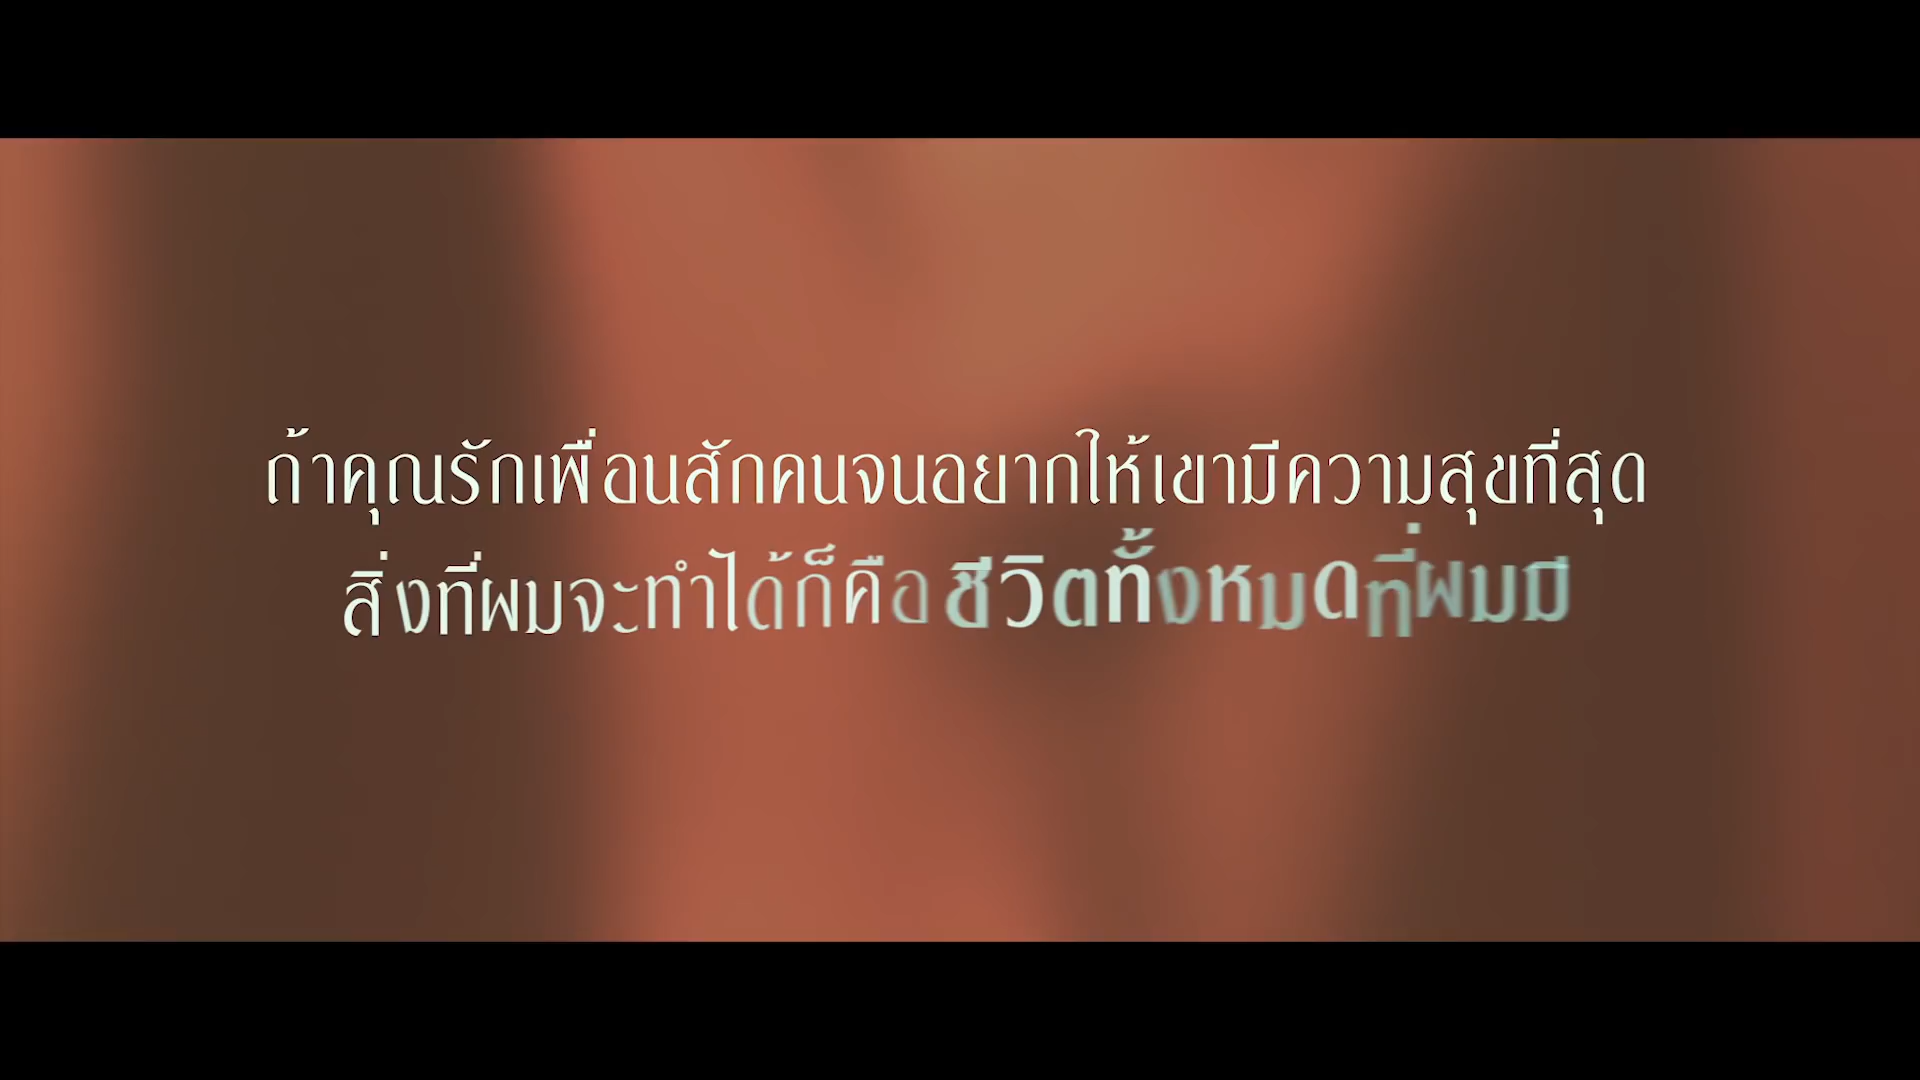 ถ้าคุณรักเพื่อนสักคนจนอยากให้เขามีความสุขที่สุด
สิ่งที่ผมจะทำได้ก็คือ ชีวิตทั้งหมดที่ผมมี